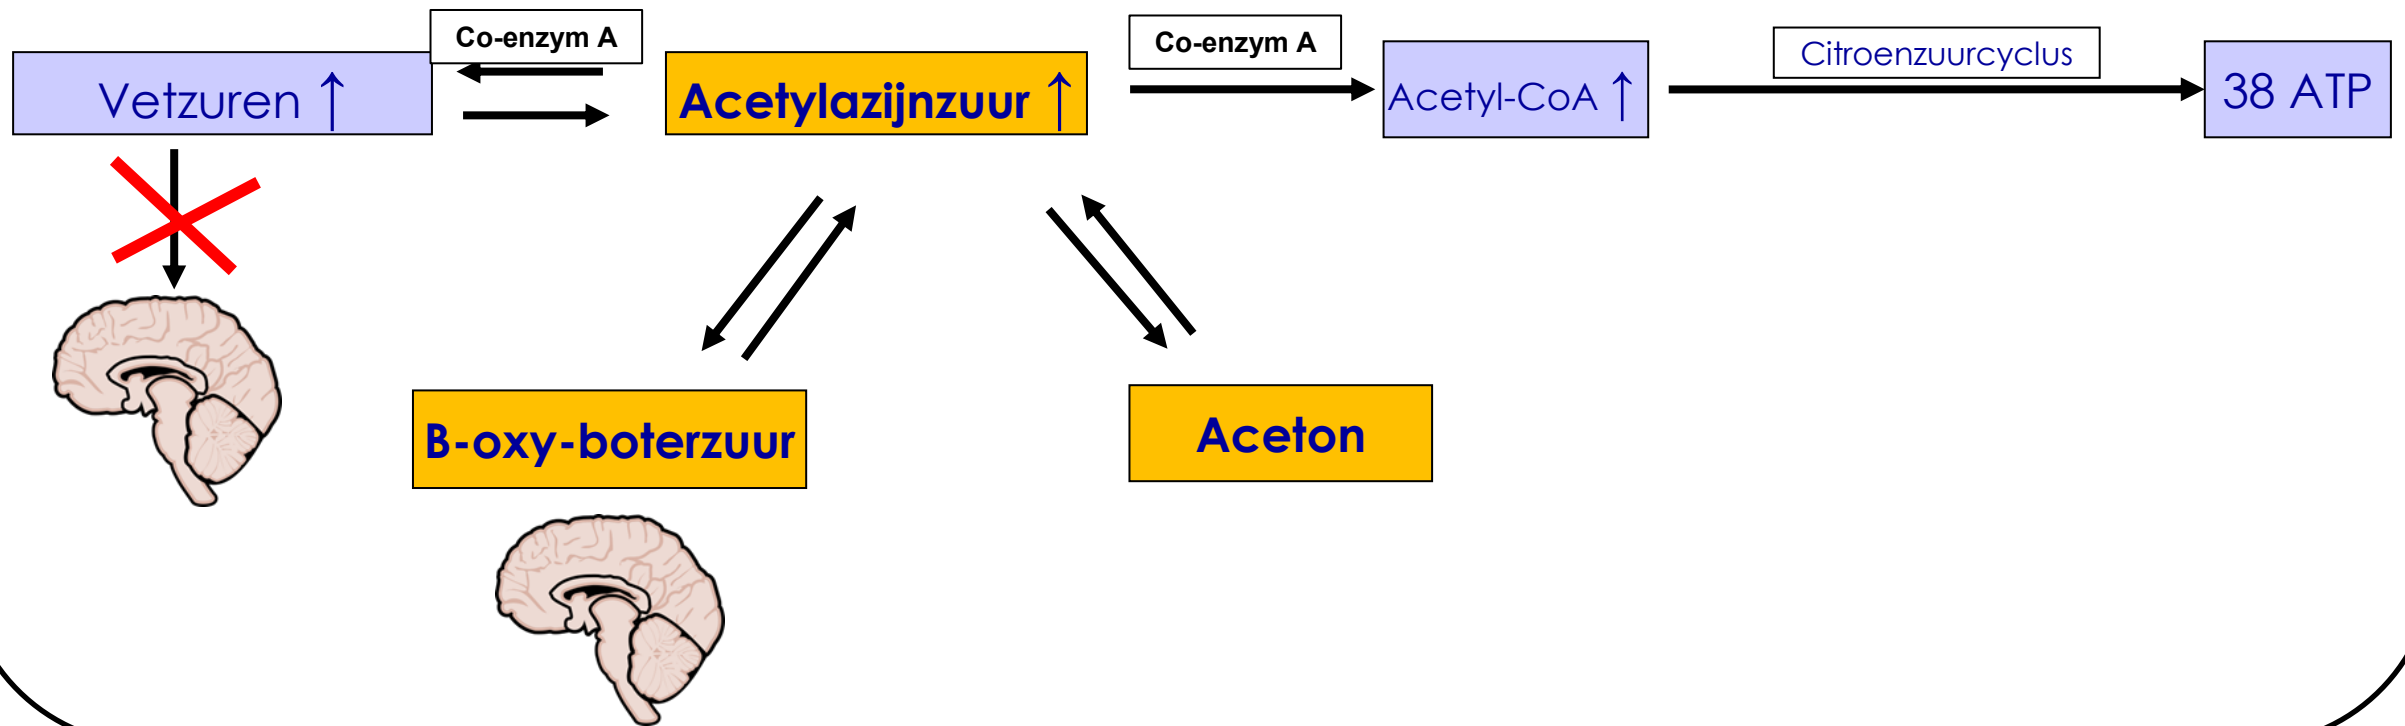 Co-enzym A
Co-enzym A
Citroenzuurcyclus
Vetzuren ↑
Acetylazijnzuur ↑
Acetyl-CoA ↑
38 ATP
B-oxy-boterzuur
Aceton